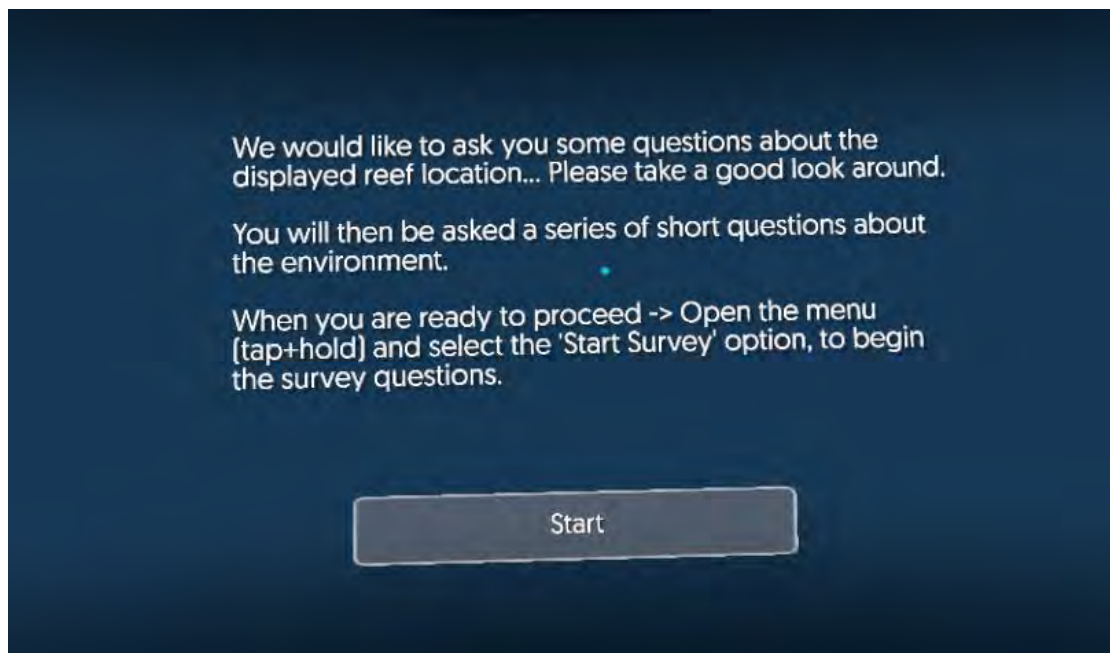 We would like to ask you some questions about the
displayed reef location... Please take a good look around.
You will then be asked a series of short questions about
the environment.
When you are ready to proceed -> Open the menu
(tap+hold) and select the 'Start Survey' option, to begin
the survey questions.
Start